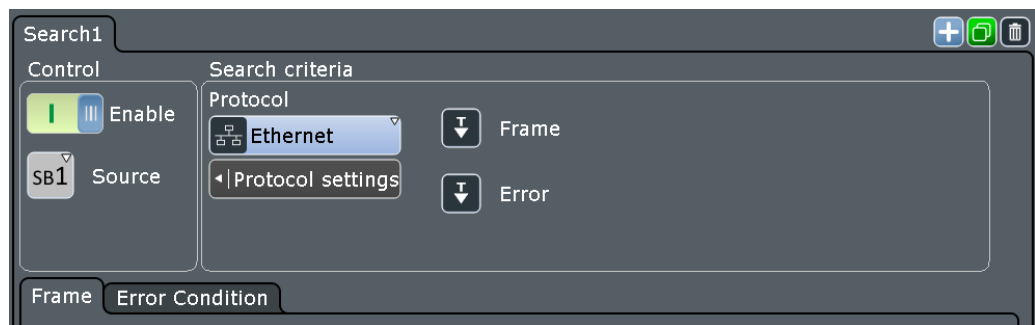 Search1
Control
Search criteria
Protocol
I
Enable
Ethernet
T
Frame
SB1
Source
Protocol settings
T
Error
Frame
Error Condition